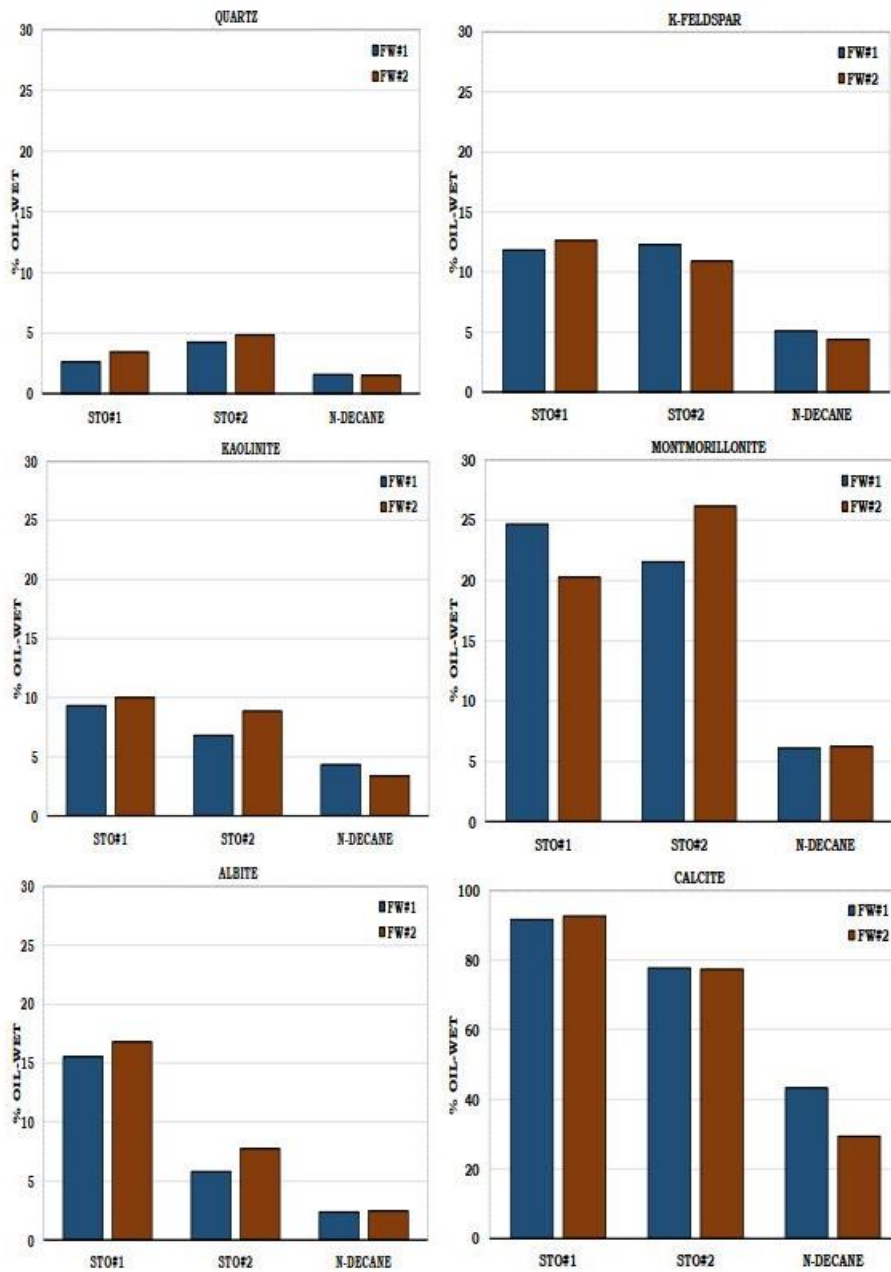 QUARTZ
30
25
20
15
10
5
0
% OIL-WET
FW#1
FW#2
STO#1 STO#2 N-DECANE
K-FELDSPAR
30
25
20
15
10
5
0
% OIL-WET
FW#1
FW#2
STO#1 STO#2 N-DECANE
KAOLINITE
30
25
20
15
10
5
0
% OIL-WET
FW#1
FW#2
STO#1 STO#2 N-DECANE
MONTMORILLONITE
30
25
20
15
10
5
0
% OIL-WET
FW#1
FW#2
STO#1 STO#2 N-DECANE
ALBITE
30
25
20
15
10
5
0
% OIL-WET
FW#1
FW#2
STO#1 STO#2 N-DECANE
CALCITE
100
80
60
40
20
0
% OIL-WET
FW#1
FW#2
STO#1 STO#2 N-DECANE